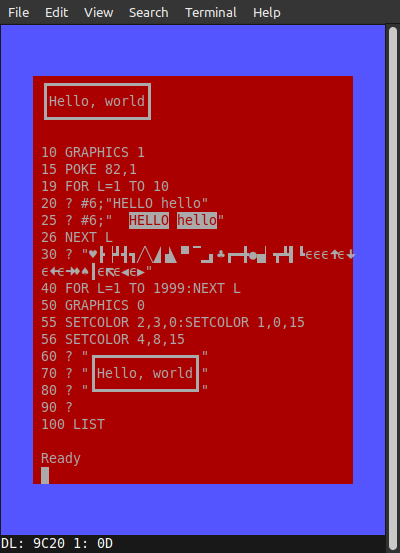 File Edit View Search Terminal Help
Hello, world
10 GRAPHICS 1
15 POKE 82,1
19 FOR L=1 TO 10
20 ? #6;"HELLO hello"
25 ? #6;"  HELLO hello"
26 NEXT L
30 ? "♥┣
"
40 FOR L=1 TO 1999:NEXT L
50 GRAPHICS 0
55 SETCOLOR 2,3,0:SETCOLOR 1,0,15
56 SETCOLOR 4,8,15
60 ? "              "
70 ? " Hello, world "
80 ? "              "
90 ?
100 LIST
Ready
DL: 9C20 1: 0D